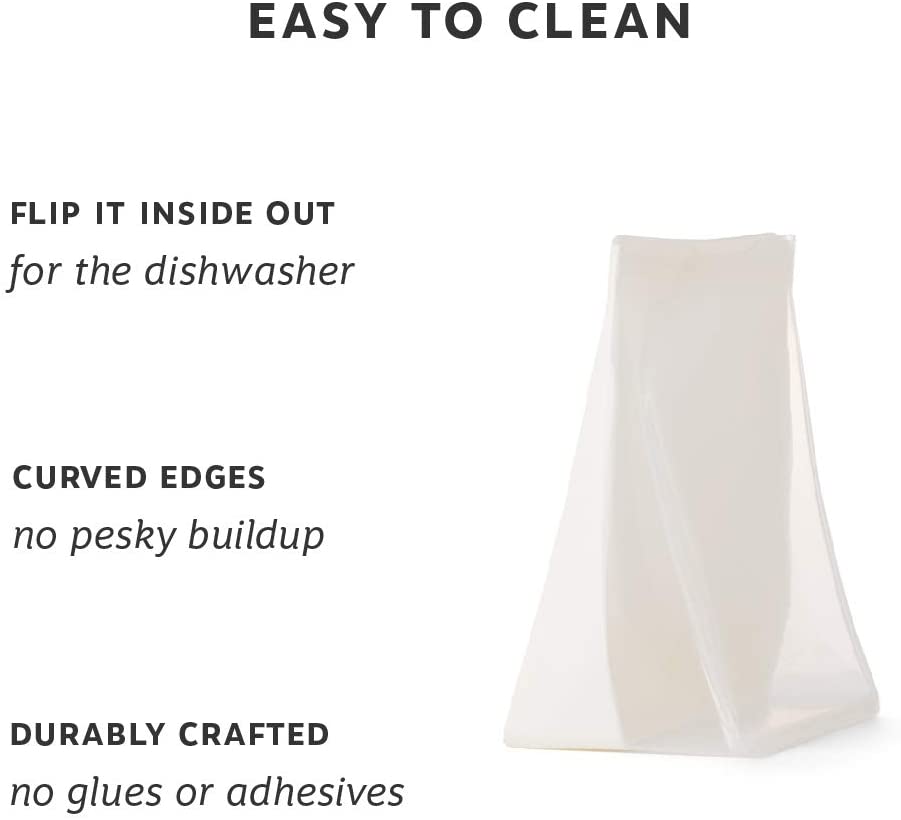 EASY TO CLEAN
FLIP IT INSIDE OUT
for the dishwasher
CURVED EDGES
no pesky buildup
DURABLY CRAFTED
no glues or adhesives